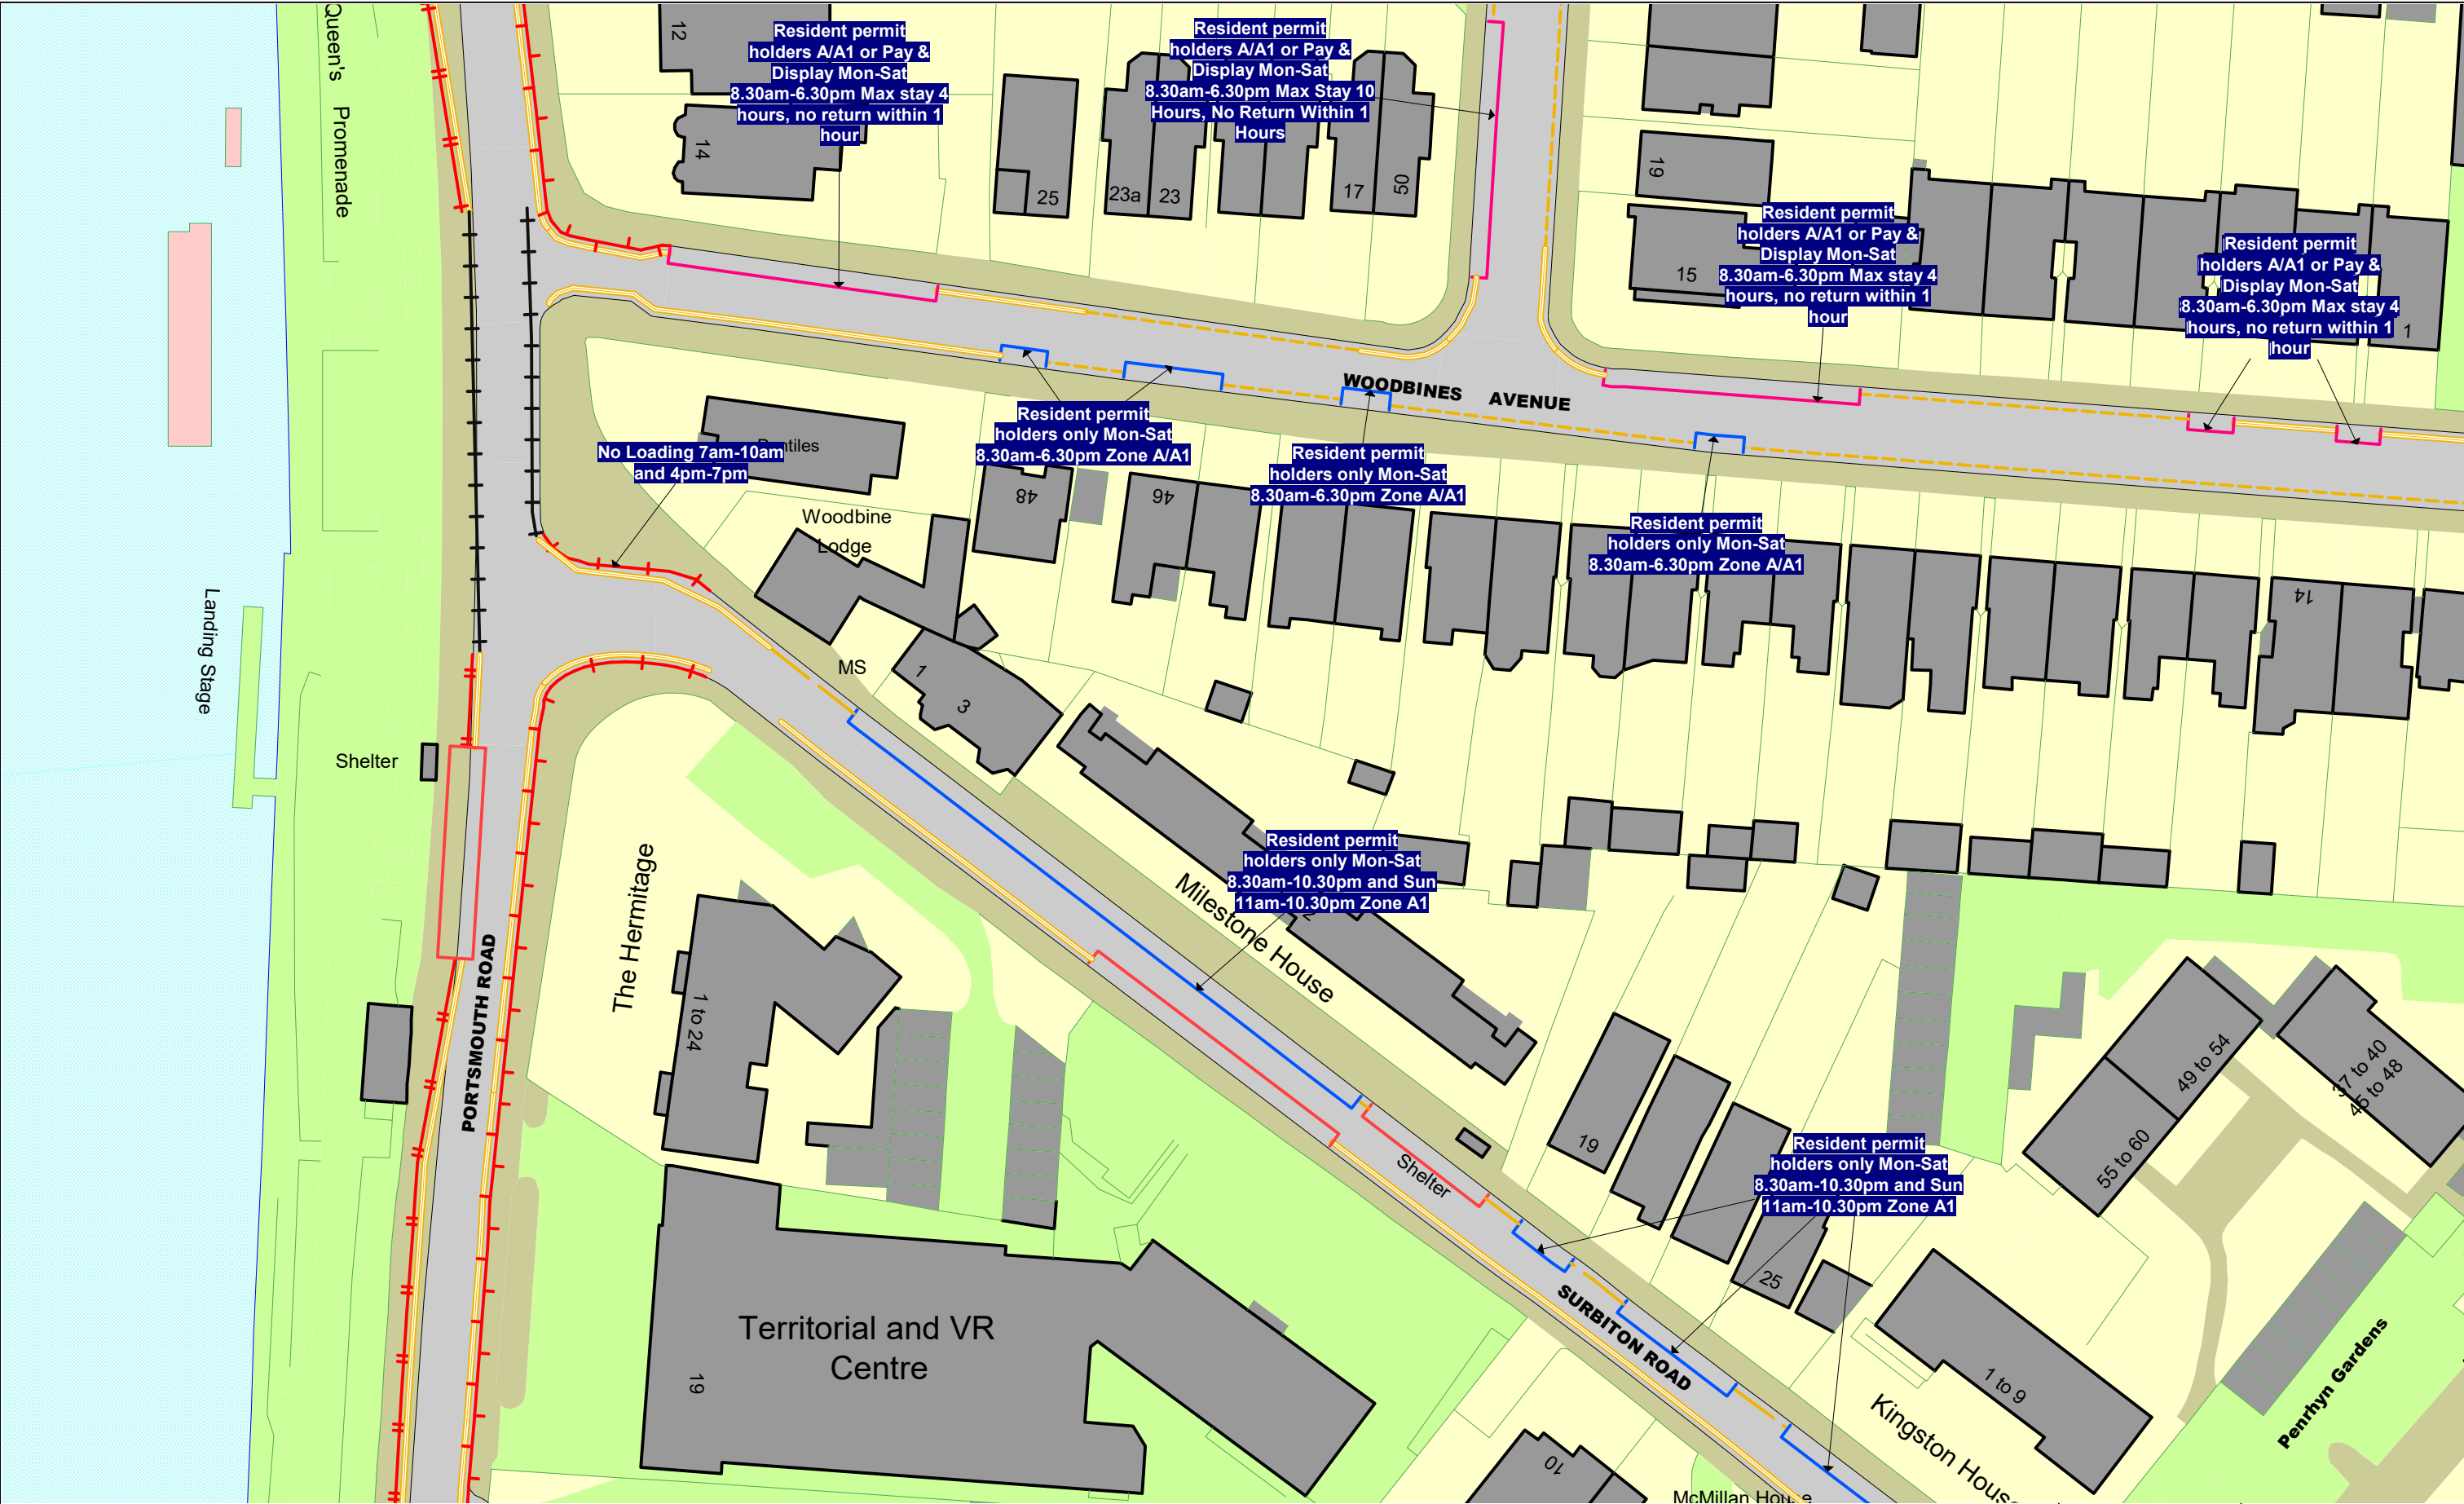 Queen's Promenade
12
Resident permit
holders A/A1 or Pay &
Display Mon-Sat
8.30am-6.30pm Max stay 4
hours, no return within 1
hour
Resident permit
holders A/A1 or Pay &
Display Mon-Sat
8.30am-6.30pm Max Stay 10
Hours, No Return Within 1
Hours
14
25
23a
23
17
50
19
15
Resident permit
holders A/A1 or Pay &
Display Mon-Sat
8.30am-6.30pm Max stay 4
hours, no return within 1
hour
Resident permit
holders A/A1 or Pay &
Display Mon-Sat
8.30am-6.30pm Max stay 4
hours, no return within 1
hour
1
WOODBINES AVENUE
Resident permit
holders only Mon-Sat
8.30am-6.30pm Zone A/A1
Resident permit
holders only Mon-Sat
8.30am-6.30pm Zone A/A1
Resident permit
holders only Mon-Sat
8.30am-6.30pm Zone A/A1
No Loading 7am-10am
and 4pm-7pm
Woodbine
Lodge
48
46
14
Landing Stage
MS
1
3
Shelter
The Hermitage
Milestone House
2
Resident permit
holders only Mon-Sat
8.30am-10.30pm and Sun
11am-10.30pm Zone A1
PORTSMOUTH ROAD
1 to 24
Shelter
19
25
Resident permit
holders only Mon-Sat
8.30am-10.30pm and Sun
11am-10.30pm Zone A1
49 to 54
55 to 60
37 to 40
45 to 48
Territorial and VR
Centre
19
SURBITON ROAD
1 to 9
Kingston House
Penrhyn Gardens
10
McMillan House